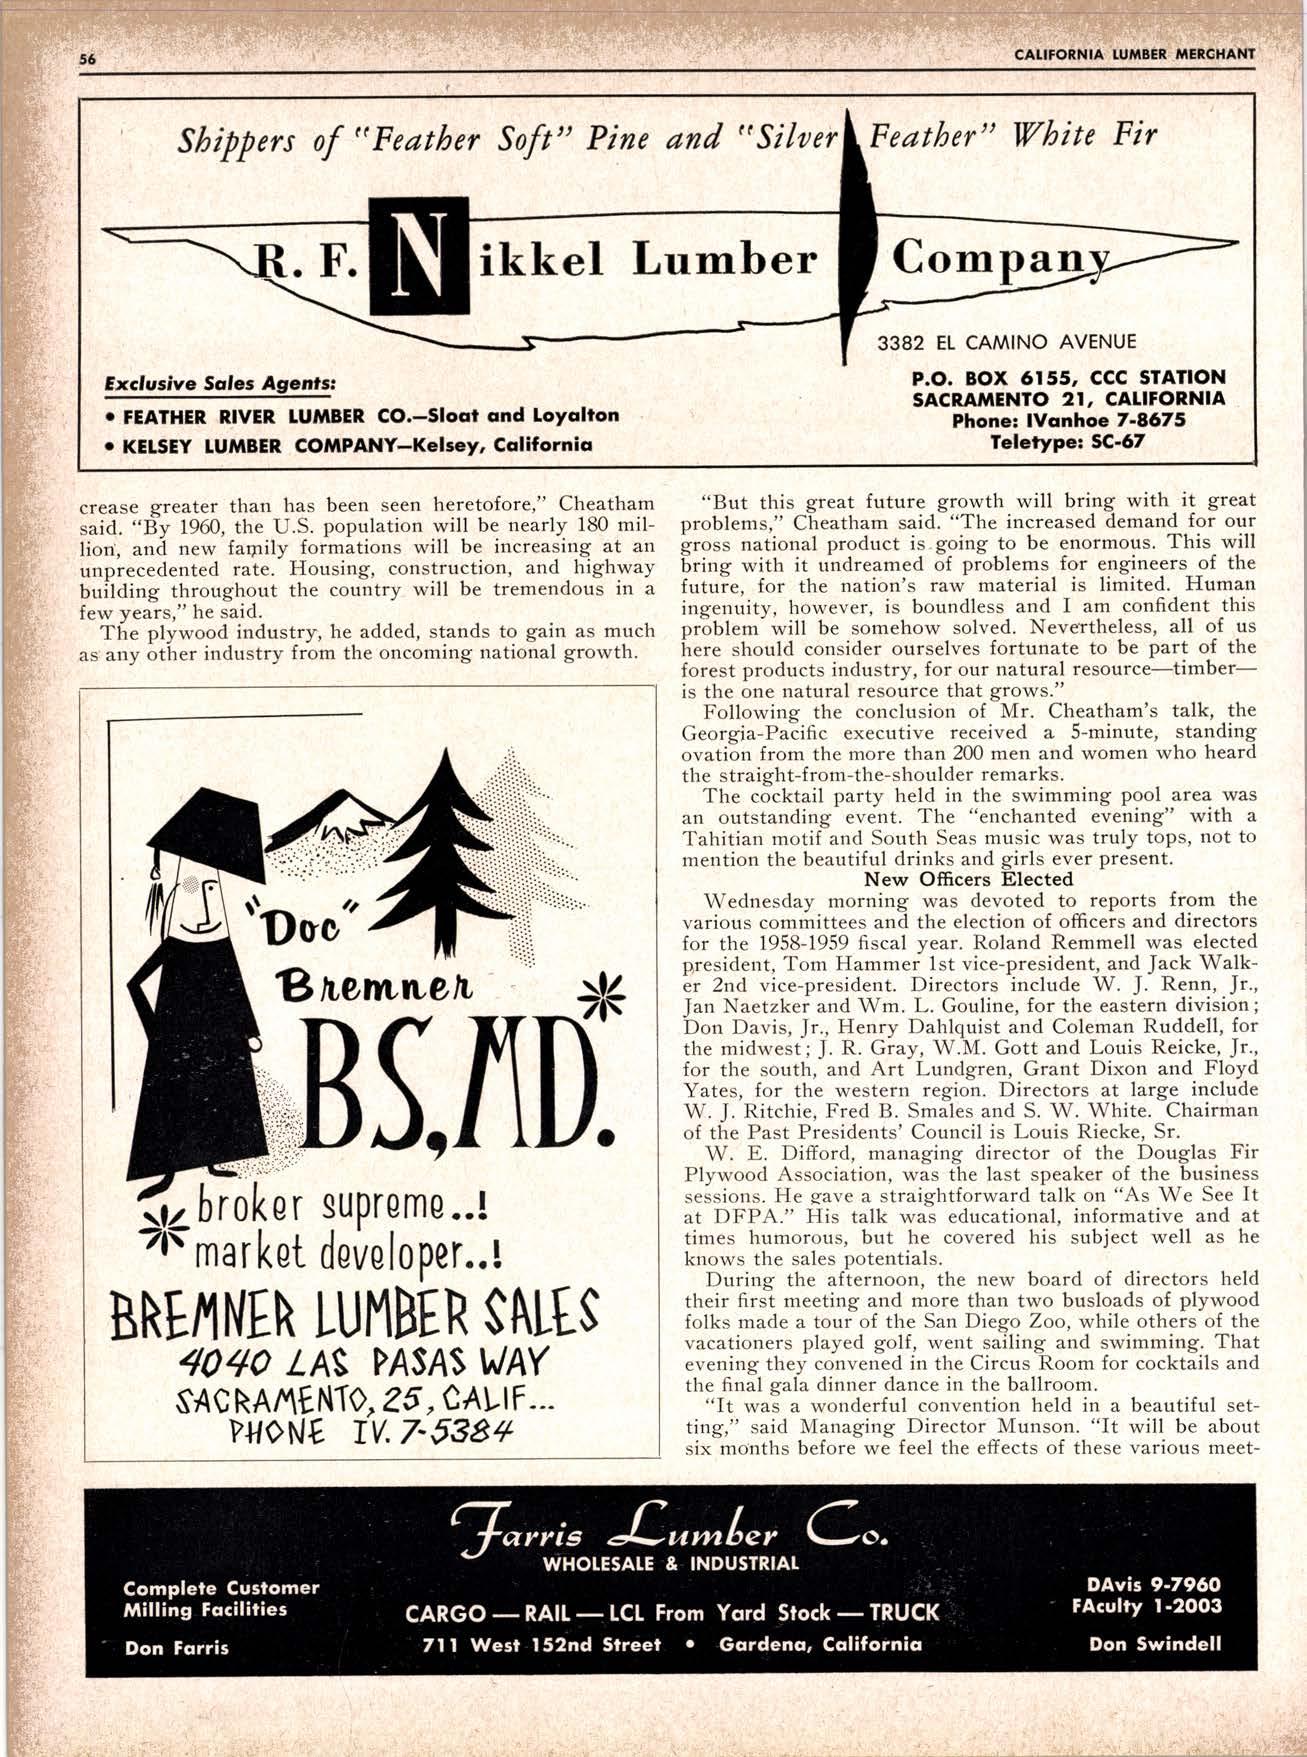 56
CALIFORNIA LUMBER MERCHANT
Shippers of "Feather Soft" Pine and "Silver Feather" White Fir
R. F. Nikkel Lumber Company
3382 EL CAMINO AVENUE
Exclusive Sales Agents:
• FEATHER RIVER LUMBER CO.—Sloat and Loyalton
• KELSEY LUMBER COMPANY—Kelsey, California
P.O. BOX 6155, CCC STATION
SACRAMENTO 21, CALIFORNIA
Phone: IVanhoe 7-8675
Teletype: SC-67
crease greater than has been seen heretofore," Cheatham
said. "By 1960, the U.S. population will be nearly 180 mil-
lion, and new family formations will be increasing at an
unprecedented rate. Housing, construction, and highway
building throughout the country will be tremendous in a
few years," he said.
The plywood industry, he added, stands to gain as much
as any other industry from the oncoming national growth.
"Doc"
Bremner
BS, MD.*
* broker supreme..!
market developer..!
BREMNER LUMBER SALES
4040 LAS PASAS WAY
SACRAMENTO, 25, CALIF...
PHONE IV. 7-5384
"But this great future growth will bring with it great
problems," Cheatham said. "The increased demand for our
gross national product is going to be enormous. This will
bring with it undreamed of problems for engineers of the
future, for the nation's raw material is limited. Human
ingenuity, however, is boundless and I am confident this
problem will be somehow solved. Nevertheless, all of us
here should consider ourselves fortunate to be part of the
forest products industry, for our natural resource—timber—
is the one natural resource that grows."
Following the conclusion of Mr. Cheatham's talk, the
Georgia-Pacific executive received a 5-minute, standing
ovation from the more than 200 men and women who heard
the straight-from-the-shoulder remarks.
The cocktail party held in the swimming pool area was
an outstanding event. The "enchanted evening" with a
Tahitian motif and South Seas music was truly tops, not to
mention the beautiful drinks and girls ever present.
New Officers Elected
Wednesday morning was devoted to reports from the
various committees and the election of officers and directors
for the 1958-1959 fiscal year. Roland Remmell was elected
president, Tom Hammer 1st vice-president, and Jack Walk-
er 2nd vice-president. Directors include W. J. Renn, Jr.,
Jan Naetzker and Wm. L. Gouline, for the eastern division;
Don Davis, Jr., Henry Dahlquist and Coleman Ruddell, for
the midwest; J. R. Gray, W.M. Gott and Louis Reicke, Jr.,
for the south, and Art Lundgren, Grant Dixon and Floyd
Yates, for the western region. Directors at large include
W. J. Ritchie, Fred B. Smales and S. W. White. Chairman
of the Past Presidents' Council is Louis Riecke, Sr.
W. E. Difford, managing director of the Douglas Fir
Plywood Association, was the last speaker of the business
sessions. He gave a straightforward talk on "As We See It
at DFPA." His talk was educational, informative and at
times humorous, but he covered his subject well as he
knows the sales potentials.
During the afternoon, the new board of directors held
their first meeting and more than two busloads of plywood
folks made a tour of the San Diego Zoo, while others of the
vacationers played golf, went sailing and swimming. That
evening they convened in the Circus Room for cocktails and
the final gala dinner dance in the ballroom.
"It was a wonderful convention held in a beautiful set-
ting," said Managing Director Munson. "It will be about
six months before we feel the effects of these various meet-
Farris Lumber Co.
WHOLESALE & INDUSTRIAL
Complete Customer
Milling Facilities
Don Farris
CARGO — RAIL — LCL From Yard Stock — TRUCK
711 West 152nd Street • Gardena, California
DAvis 9-7960
FAculty 1-2003
Don Swindell